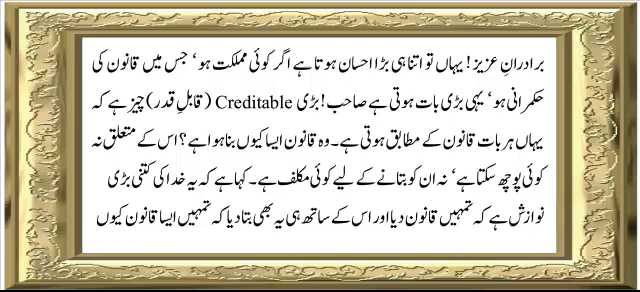 برادرانِ عزیز! یہاں تو اتنا ہی بڑا احسان ہوتا ہے اگر کوئی مملکت ہو‘ جس میں قانون کی
حکمرانی ہو‘ یہی بڑی بات ہوتی ہے صاحب! بڑی Creditable (قابلِ قدر) چیز ہے کہ
یہاں ہر بات قانون کے مطابق ہوتی ہے۔ وہ قانون ایسا کیوں بنا ہوا ہے؟ اس کے متعلق نہ
کوئی پوچھ سکتا ہے‘ نہ ان کو بتانے کے لیے کوئی مکلف ہے۔ کہا ہے کہ یہ خدا کی کتنی بڑی
نوازش ہے کہ تمہیں قانون دیا اور اس کے ساتھ ہی یہ بھی بتا دیا کہ تمہیں ایسا قانون کیوں